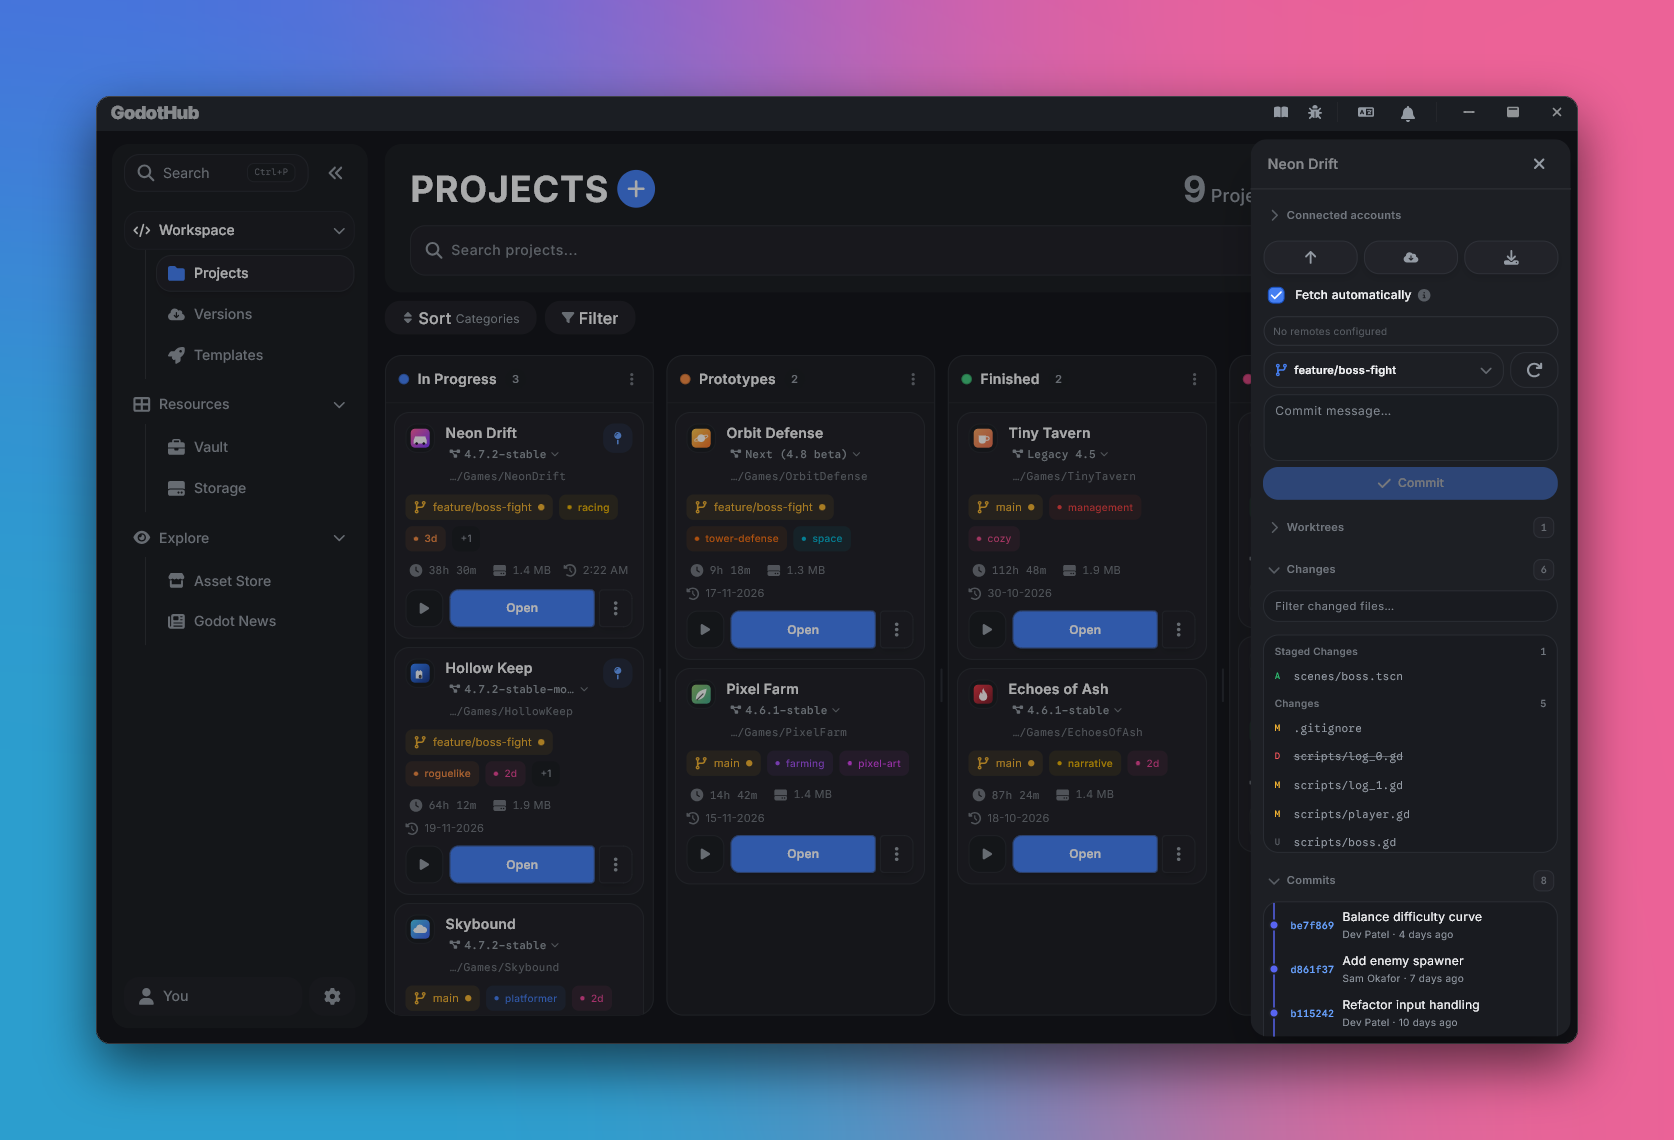 GodotHub
Search Ctrl+P
Workspace
Projects
Versions
Templates
Resources
Vault
Storage
Explore
Asset Store
Godot News
You
PROJECTS
9
Search projects...
Sort Categories
Filter
In Progress 3
Neon Drift
4.7.2-stable
…/Games/NeonDrift
feature/boss-fight
racing
3d
+1
38h 30m 1.4 MB 2:22 AM
Open
Hollow Keep
4.7.2-stable-mo…
…/Games/HollowKeep
feature/boss-fight
roguelike 2d +1
64h 12m 1.9 MB
19-11-2026
Open
Skybound
4.7.2-stable
…/Games/Skybound
main platformer 2d
Prototypes 2
Orbit Defense
Next (4.8 beta)
…/Games/OrbitDefense
feature/boss-fight
tower-defense space
9h 18m 1.3 MB
17-11-2026
Open
Pixel Farm
4.6.1-stable
…/Games/PixelFarm
main farming pixel-art
14h 42m 1.4 MB
15-11-2026
Open
Finished 2
Tiny Tavern
Legacy 4.5
…/Games/TinyTavern
main management
cozy
112h 48m 1.9 MB
30-10-2026
Open
Echoes of Ash
4.6.1-stable
…/Games/EchoesOfAsh
main narrative 2d
87h 24m 1.4 MB
18-10-2026
Open
Neon Drift
Connected accounts
Fetch automatically
No remotes configured
feature/boss-fight
Commit message...
Commit
Worktrees 1
Changes 6
Filter changed files...
Staged Changes 1
A scenes/boss.tscn
Changes 5
M .gitignore
D scripts/log_0.gd
M scripts/log_1.gd
M scripts/player.gd
U scripts/boss.gd
Commits 8
be7f869 Balance difficulty curve
Dev Patel · 4 days ago
d861f37 Add enemy spawner
Sam Okafor · 7 days ago
b115242 Refactor input handling
Dev Patel · 10 days ago